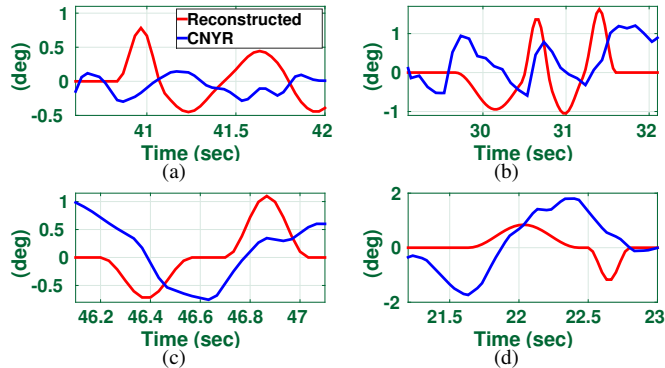 1
0.5
0
-0.5
(deg)
Reconstructed
CNYR
41
41.5
42
Time (sec)
(a)
2
1
0
-1
(deg)
30
31
32
Time (sec)
(b)
1
0.5
0
-0.5
(deg)
46.2
46.4
46.6
46.8
47
Time (sec)
(c)
2
0
-2
(deg)
21.5
22
22.5
23
Time (sec)
(d)